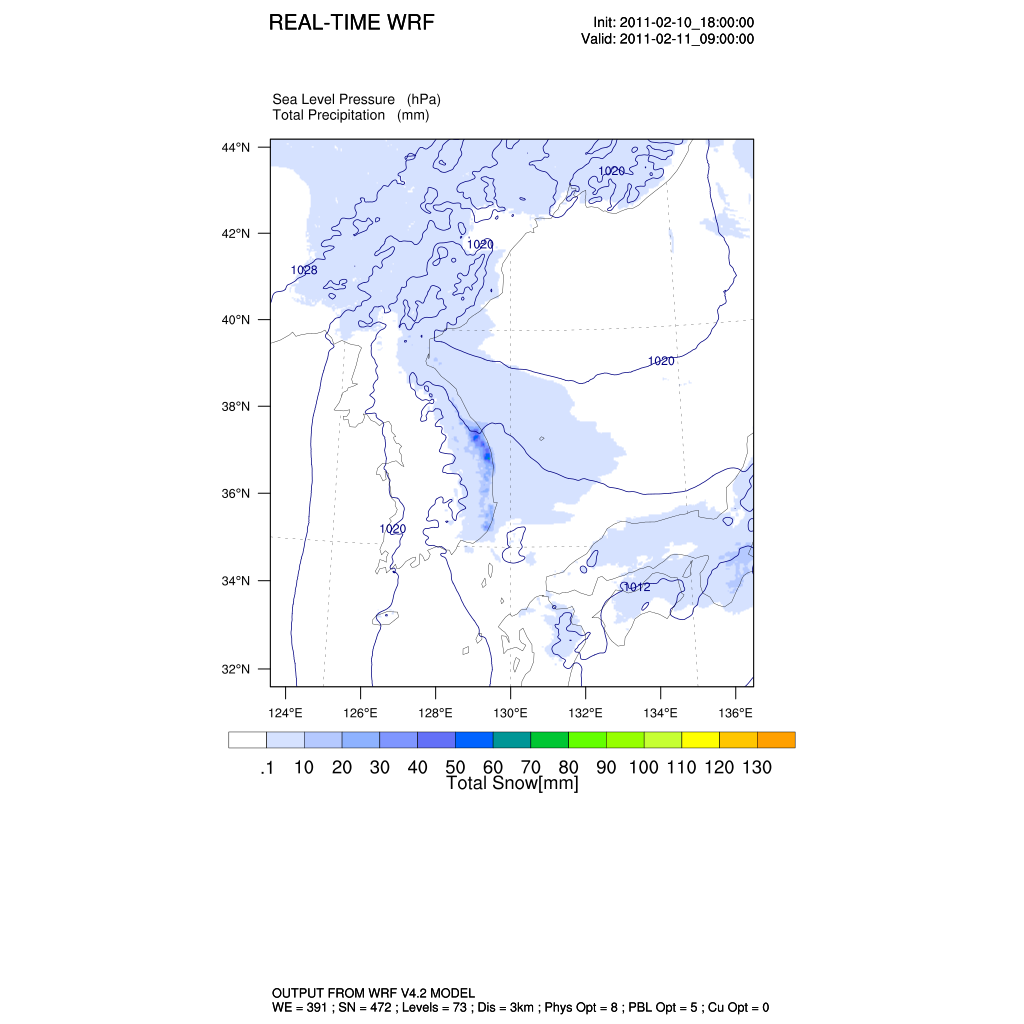 REAL-TIME WRF
Init: 2011-02-10_18:00:00
Valid: 2011-02-11_09:00:00
Sea Level Pressure (hPa)
Total Precipitation (mm)
44°N
42°N
40°N
38°N
36°N
34°N
32°N
1020
1020
1028
1020
1020
1012
124°E 126°E 128°E 130°E 132°E 134°E 136°E
.1 10 20 30 40 50 60 70 80 90 100 110 120 130
Total Snow[mm]
OUTPUT FROM WRF V4.2 MODEL
WE = 391 ; SN = 472 ; Levels = 73 ; Dis = 3km ; Phys Opt = 8 ; PBL Opt = 5 ; Cu Opt = 0